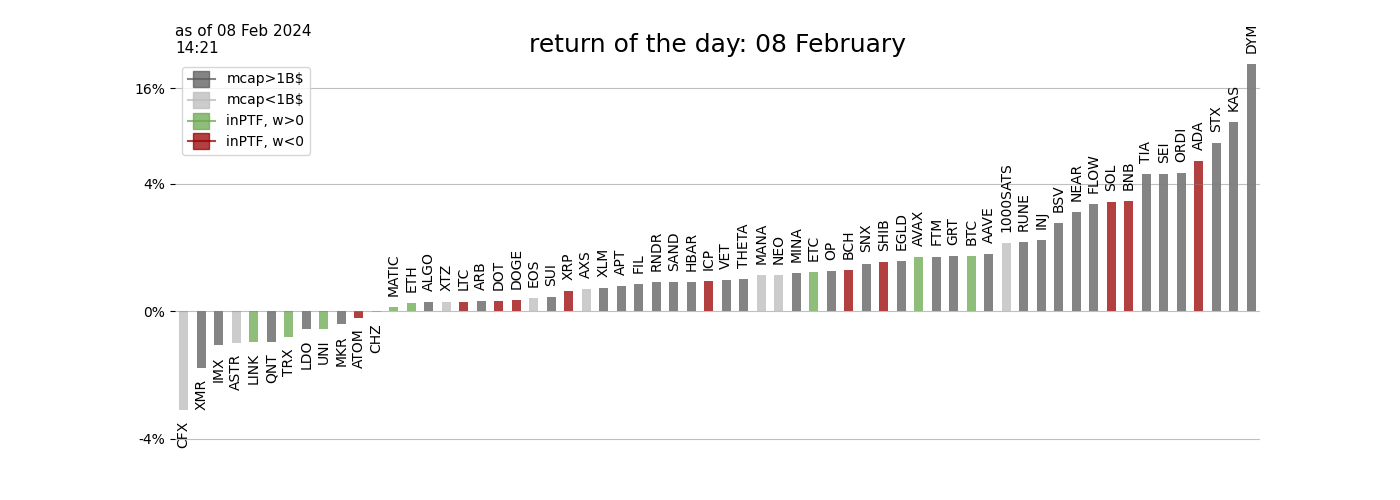 as of 08 Feb 2024
14:21
return of the day: 08 February
mcap>1B$
mcap<1B$
inPTF, w>0
inPTF, w<0
16%
4%
0%
-4%
CFX
XMR
IMX
ASTR
LINK
QNT
TRX
LDO
UNI
MKR
ATOM
CHZ
MATIC
ETH
ALGO
XTZ
LTC
ARB
DOT
DOGE
EOS
SUI
XRP
AXS
XLM
APT
FIL
RNDR
SAND
HBAR
ICP
VET
THETA
MANA
NEO
MINA
ETC
OP
BCH
SNX
SHIB
EGLD
AVAX
FTM
GRT
BTC
AAVE
1000SATS
RUNE
INJ
BSV
NEAR
FLOW
SOL
BNB
TIA
SEI
ORDI
ADA
STX
KAS
DYM